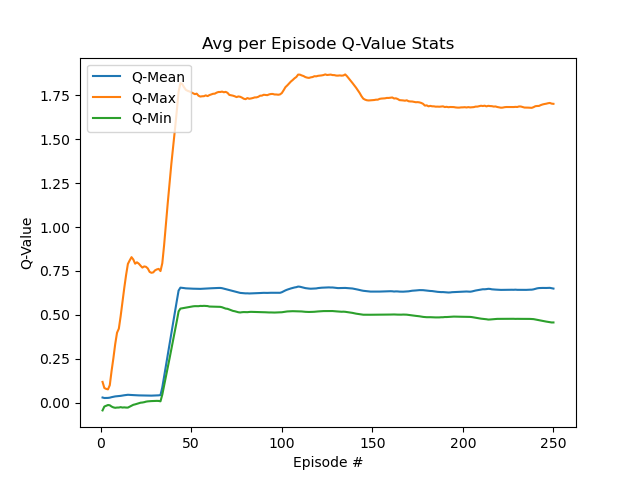 Avg per Episode Q-Value Stats
Q-Mean
Q-Max
Q-Min
Q-Value
1.75
1.50
1.25
1.00
0.75
0.50
0.25
0.00
0 50 100 150 200 250
Episode #